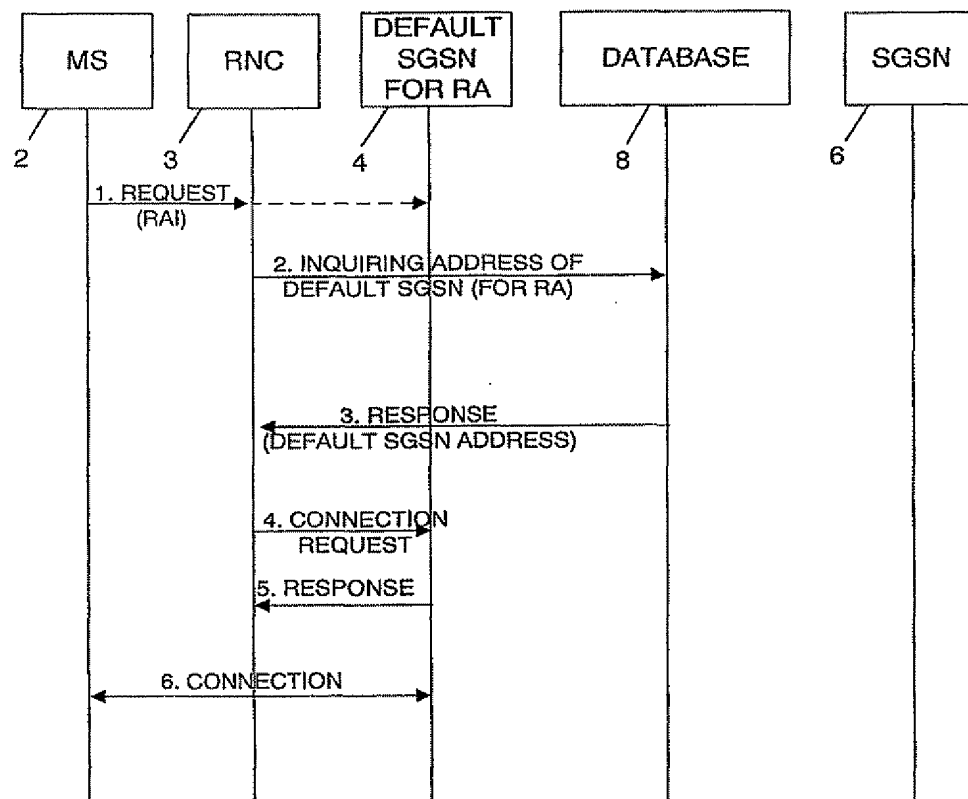 MS
RNC
DEFAULT
SGSN
FOR RA
DATABASE
SGSN
2
3
4
8
6
1. REQUEST
(RAI)
2. INQUIRING ADDRESS OF
DEFAULT SGSN (FOR RA)
3. RESPONSE
(DEFAULT SGSN ADDRESS)
4. CONNECTION
REQUEST
5. RESPONSE
6. CONNECTION